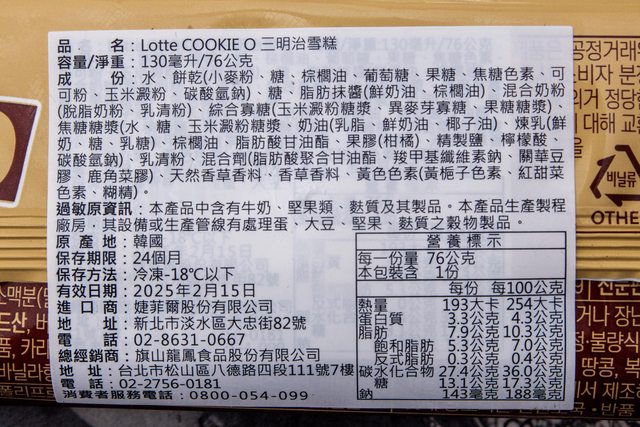 品　　名：Lotte COOKIE O 三明治雪糕
容量/淨重：130毫升/76公克
成　　份：水、餅乾(小麥粉、糖、棕櫚油、葡萄糖、果糖、焦糖色素、可
可粉、玉米澱粉、碳酸氫鈉)、糖、脂肪抹醬(鮮奶油、棕櫚油)、混合奶粉
(脫脂奶粉、乳清粉)、綜合寡糖(玉米澱粉糖漿、異麥芽寡糖、果糖糖漿)、
焦糖糖漿(水、糖、玉米澱粉糖漿、奶油(乳脂、鮮奶油、椰子油)、煉乳(鮮
奶、糖、乳糖)、棕櫚油、脂肪酸甘油酯、果膠(柑橘)、精製鹽、檸檬酸、
碳酸氫鈉)、乳清粉、混合劑(脂肪酸聚合甘油酯、羧甲基纖維素鈉、關華豆
膠、鹿角菜膠)、天然香草香料、香草香料、黃色色素(黃梔子色素、紅甜菜
色素、糊精)。
過敏原資訊：本產品中含有牛奶、堅果類、麩質及其製品。本產品生產製程
廠房，其設備或生產管線有處理蛋、大豆、堅果、麩質之穀物製品。
原 產 地：韓國
保存期限：24個月
保存方法：冷凍-18℃以下
有效日期：2025年2月15日
進 口 商：婕菲爾股份有限公司
地　　址：新北市淡水區大忠街82號
電　　話：02-8631-0667
總經銷商：旗山龍鳳食品股份有限公司
地　　址：台北市松山區八德路四段111號7樓
電　　話：02-2756-0181
消費者服務電話：0800-054-099
營養標示
每一份量 76公克
本包裝含 1份
每份 每100公克
熱量 193大卡 254大卡
蛋白質 3.3公克 4.3公克
脂肪 7.9公克 10.3公克
飽和脂肪 5.3公克 7.0公克
反式脂肪 0.3公克 0.4公克
碳水化合物 27.4公克 36.0公克
糖 13.1公克 17.3公克
鈉 143毫克 188毫克
공정거래위
비자 분
의거 정당한
대해 교환
을
비닐류
OTHE